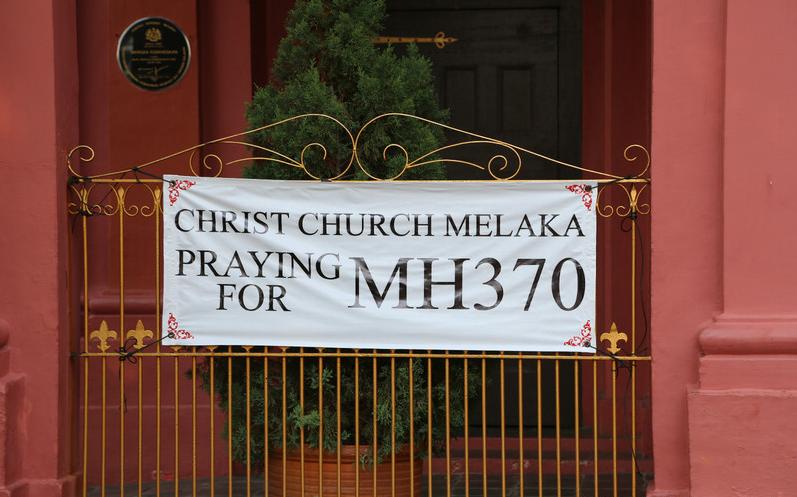 CHRIST CHURCH MELAKA
PRAYING
FOR
MH370